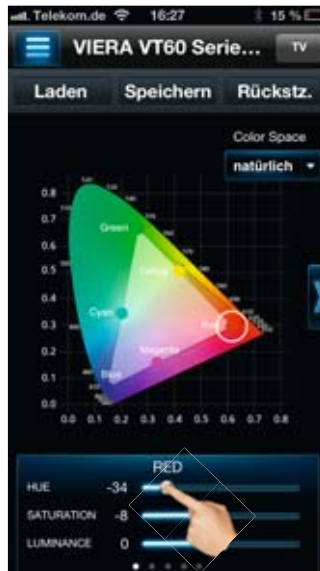 Telekom.de 16:27 15 %
VIERA VT60 Serie... TV
Laden Speichern Rückstz.
Color Space
natürlich
0.8
0.7
0.6
0.5
0.4
0.3
0.2
0.1
0.0
0.0 0.1 0.2 0.3 0.4 0.5 0.6 0.7 0.8
Green
Yellow
Cyan
Red
Magenta
Blue
RED
HUE -34
SATURATION -8
LUMINANCE 0